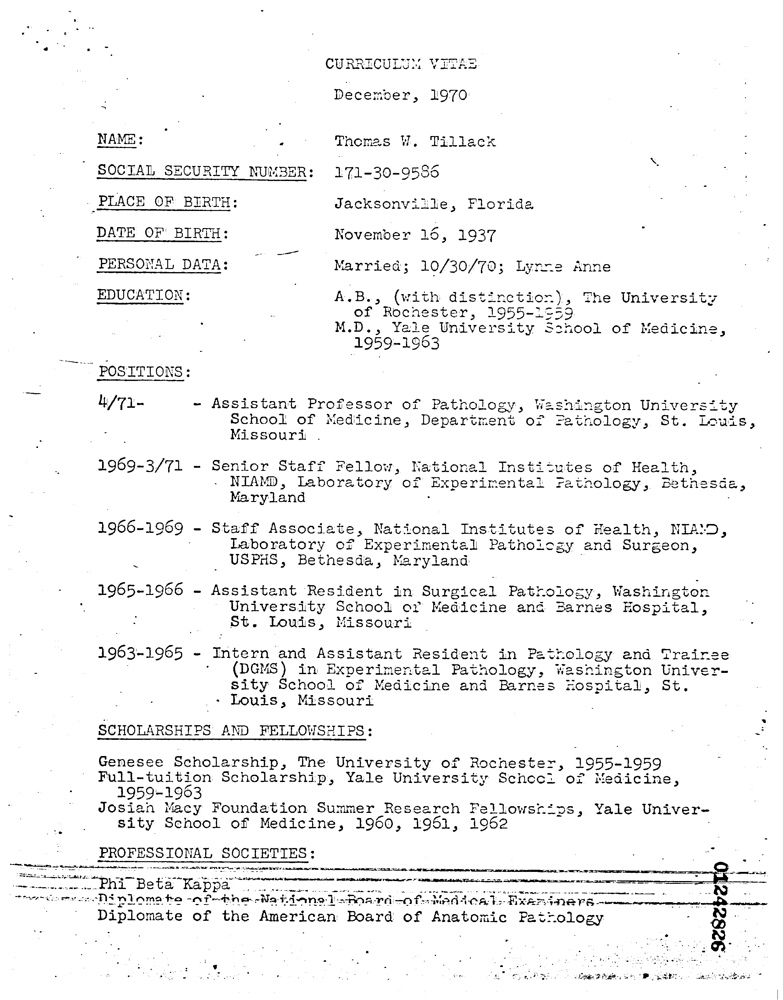 CURRICULUM VITAE
December, 1970
NAME: Thomas W. Tillack
SOCIAL SECURITY NUMBER: 171-30-9586
PLACE OF BIRTH: Jacksonville, Florida
DATE OF BIRTH: November 16, 1937
PERSONAL DATA: Married; 10/30/70; Lynne Anne
EDUCATION: A.B., (with distinction), The University
of Rochester, 1955-1959
M.D., Yale University School of Medicine,
1959-1963
POSITIONS:
4/71- - Assistant Professor of Pathology, Washington University
School of Medicine, Department of Pathology, St. Louis,
Missouri
1969-3/71 - Senior Staff Fellow, National Institutes of Health,
NIAMD, Laboratory of Experimental Pathology, Bethesda,
Maryland
1966-1969 - Staff Associate, National Institutes of Health, NIAMD,
Laboratory of Experimental Pathology and Surgeon,
USPHS, Bethesda, Maryland
1965-1966 - Assistant Resident in Surgical Pathology, Washington
University School of Medicine and Barnes Hospital,
St. Louis, Missouri
1963-1965 - Intern and Assistant Resident in Pathology and Trainee
(DGMS) in Experimental Pathology, Washington Univer-
sity School of Medicine and Barnes Hospital, St.
Louis, Missouri
SCHOLARSHIPS AND FELLOWSHIPS:
Genesee Scholarship, The University of Rochester, 1955-1959
Full-tuition Scholarship, Yale University School of Medicine,
1959-1963
Josiah Macy Foundation Summer Research Fellowships, Yale Univer-
sity School of Medicine, 1960, 1961, 1962
PROFESSIONAL SOCIETIES:
Phi Beta Kappa
Diplomate of the National Board of Medical Examiners
Diplomate of the American Board of Anatomic Pathology
01242826